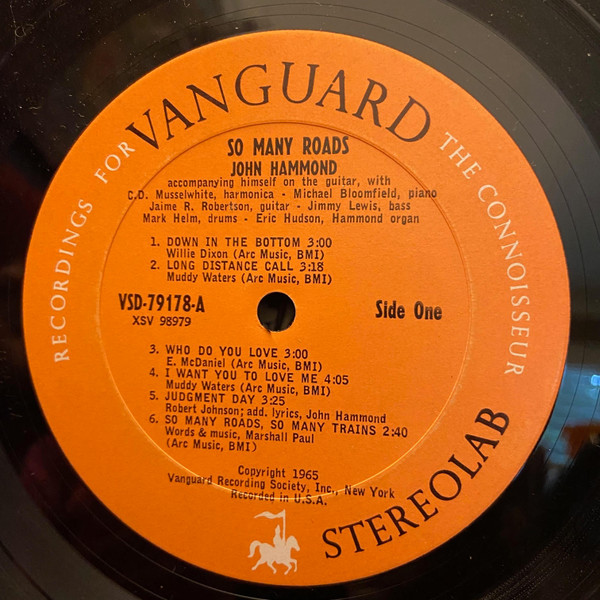 RECORDINGS FOR VANGUARD THE CONNOISSEUR
SO MANY ROADS
JOHN HAMMOND
accompanying himself on the guitar, with
C.D. Musselwhite, harmonica - Michael Bloomfield, piano
Jaime R. Robertson, guitar - Jimmy Lewis, bass
Mark Helm, drums - Eric Hudson, Hammond organ
1. DOWN IN THE BOTTOM 3:00
Willie Dixon (Arc Music, BMI)
2. LONG DISTANCE CALL 3:18
Muddy Waters (Arc Music, BMI)
VSD-79178-A
XSV 98979
Side One
3. WHO DO YOU LOVE 3:00
E. McDaniel (Arc Music, BMI)
4. I WANT YOU TO LOVE ME 4:05
Muddy Waters (Arc Music, BMI)
5. JUDGMENT DAY 3:25
Robert Johnson; add. lyrics, John Hammond
6. SO MANY ROADS, SO MANY TRAINS 2:40
Words & music, Marshall Paul
(Arc Music, BMI)
Copyright 1965
Vanguard Recording Society, Inc., New York
Recorded in U.S.A.
STEREOLAB